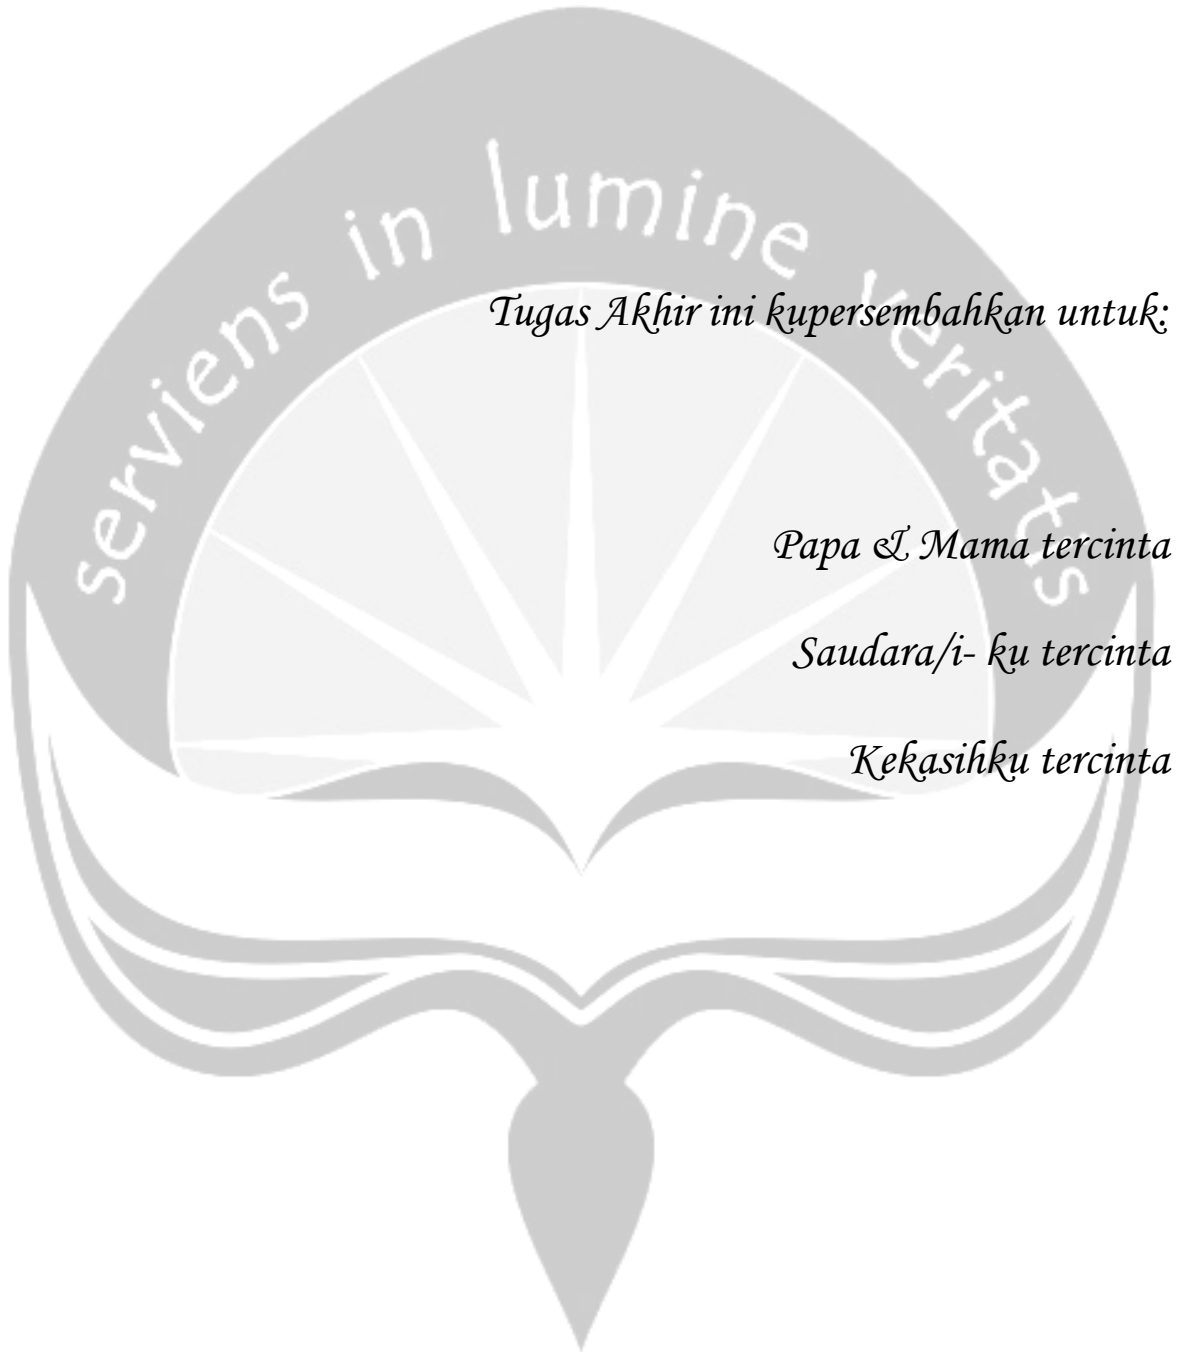 serviens in lumine veritatis
Tugas Akhir ini kupersembahkan untuk:
Papa & Mama tercinta
Saudara/i- ku tercinta
Kekasihku tercinta